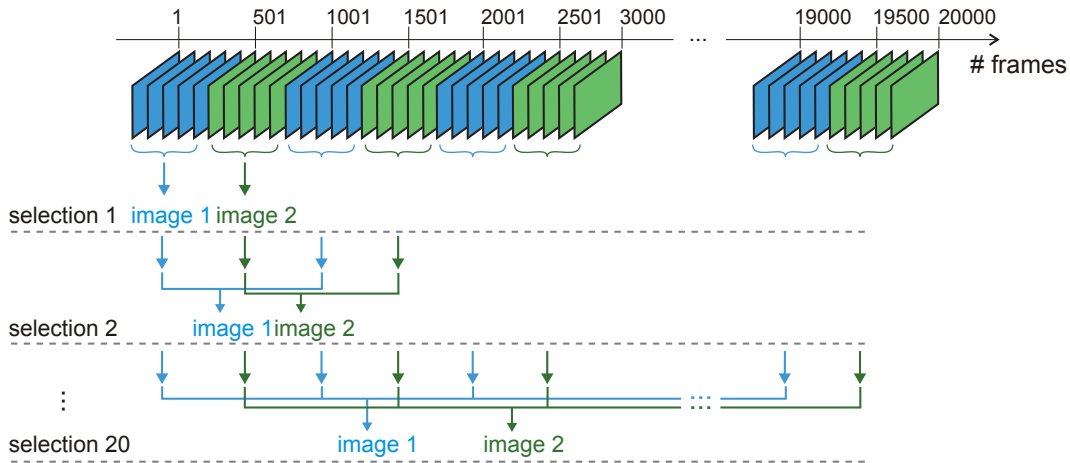 1 501 1001 1501 2001 2501 3000 ... 19000 19500 20000
# frames
selection 1 image 1 image 2
selection 2 image 1 image 2
selection 20 image 1 image 2